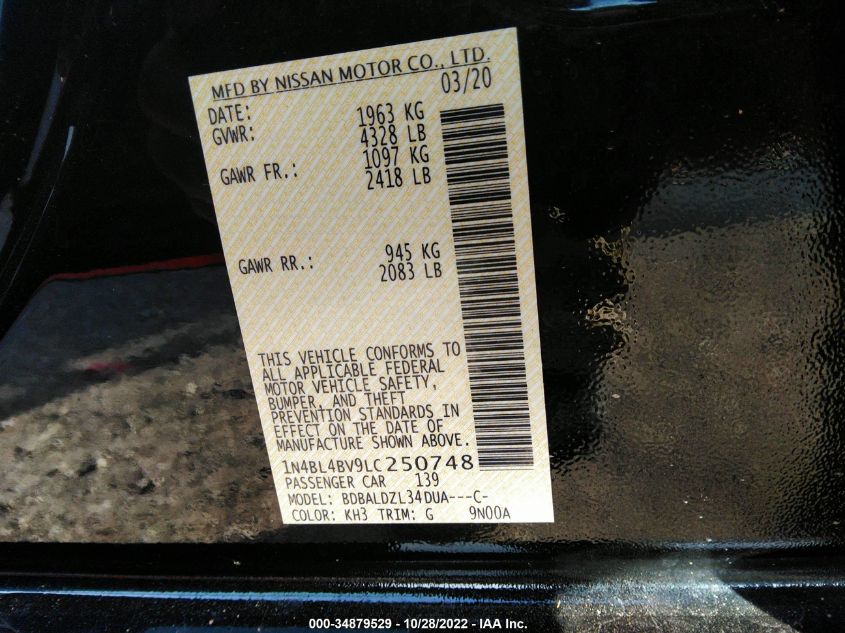 MFD BY NISSAN MOTOR CO., LTD.
DATE: 03/20
GVWR: 1963 KG
4328 LB
GAWR FR.: 1097 KG
2418 LB
GAWR RR.: 945 KG
2083 LB
THIS VEHICLE CONFORMS TO
ALL APPLICABLE FEDERAL
MOTOR VEHICLE SAFETY,
BUMPER, AND THEFT
PREVENTION STANDARDS IN
EFFECT ON THE DATE OF
MANUFACTURE SHOWN ABOVE.
1N4BL4BV9LC250748
PASSENGER CAR 139
MODEL: BDBALDZL34DUA---C-
COLOR: KH3 TRIM: G 9N00A
000-34879529 - 10/28/2022 - IAA Inc.